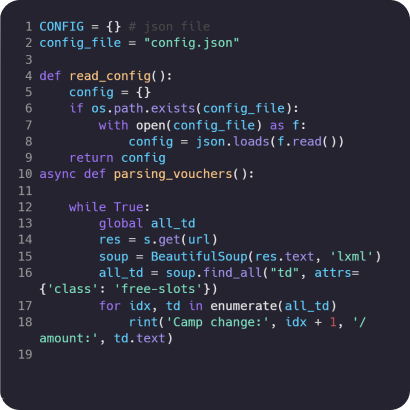 1 CONFIG = {} # json file
2 config_file = "config.json"
3
4 def read_config():
5     config = {}
6     if os.path.exists(config_file):
7         with open(config_file) as f:
8             config = json.loads(f.read())
9     return config
10 async def parsing_vouchers():
11
12     while True:
13         global all_td
14         res = s.get(url)
15         soup = BeautifulSoup(res.text, 'lxml')
16         all_td = soup.find_all("td", attrs=
{'class': 'free-slots'})
17         for idx, td in enumerate(all_td)
18             rint('Camp change:', idx + 1, '/
amount:', td.text)
19